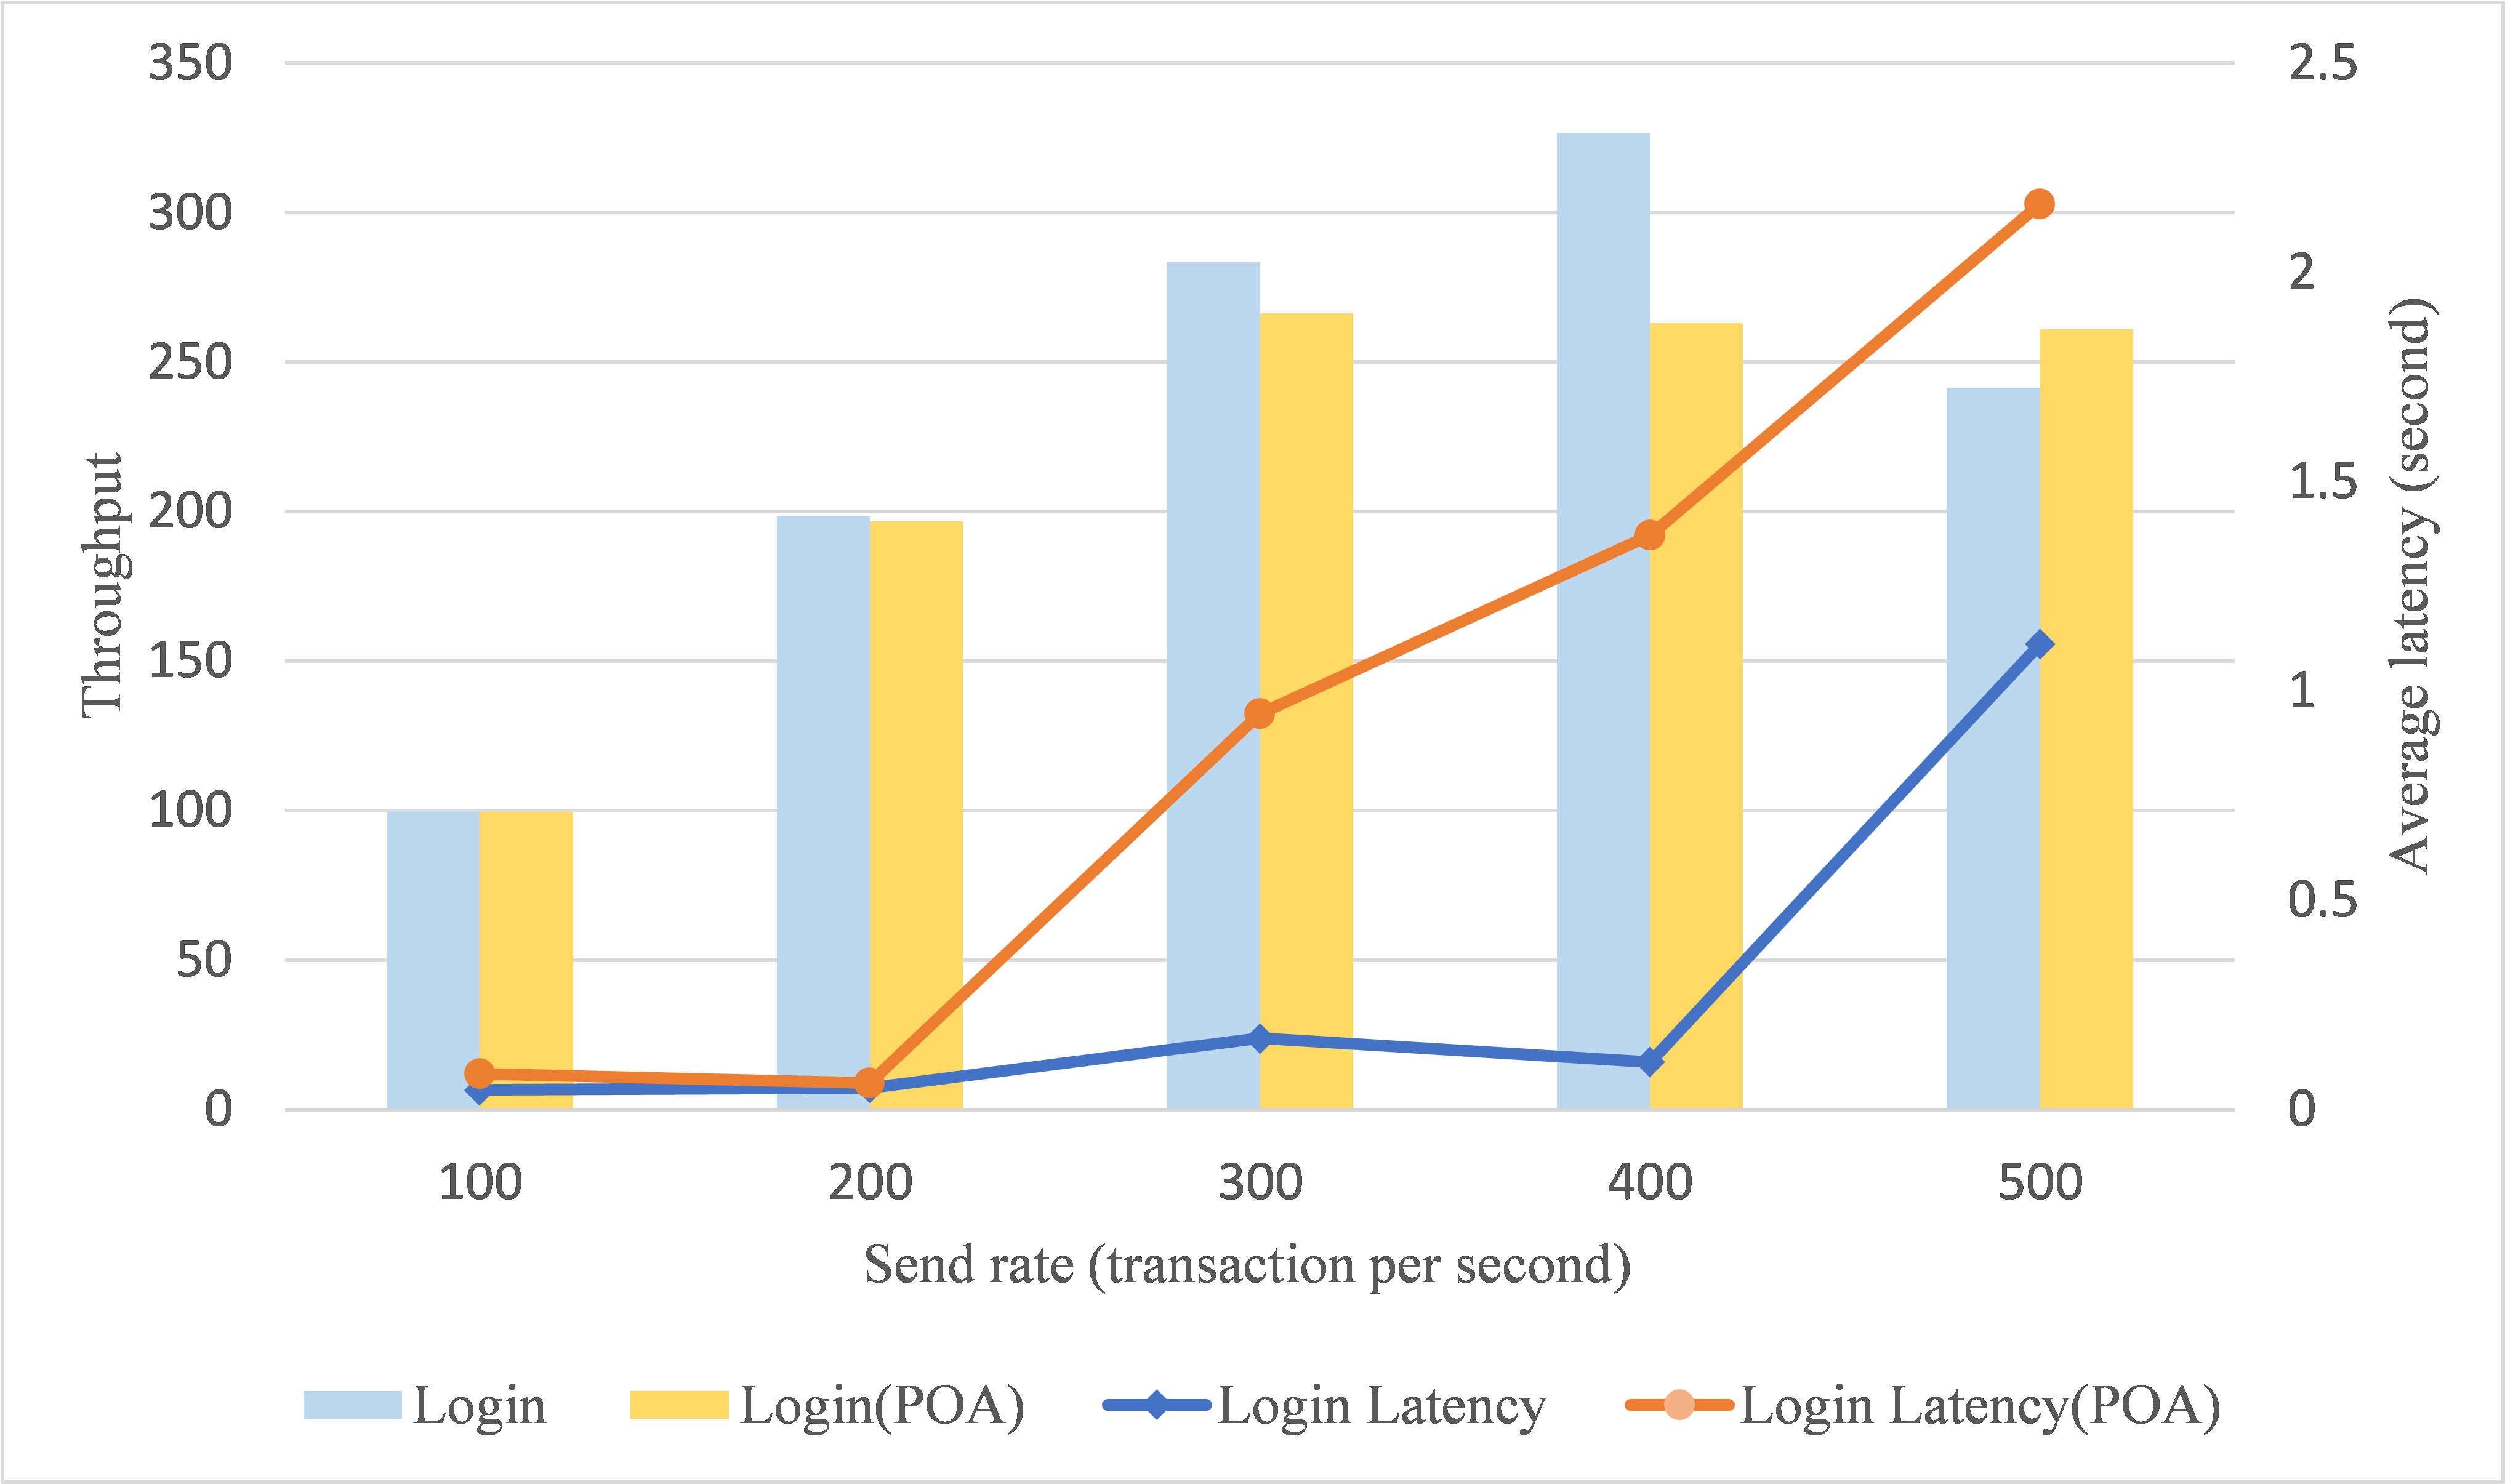 350
300
250
200
150
100
50
0
Throughput
2.5
2
1.5
1
0.5
0
Average latency (second)
100 200 300 400 500
Send rate (transaction per second)
Login Login(POA) Login Latency Login Latency(POA)